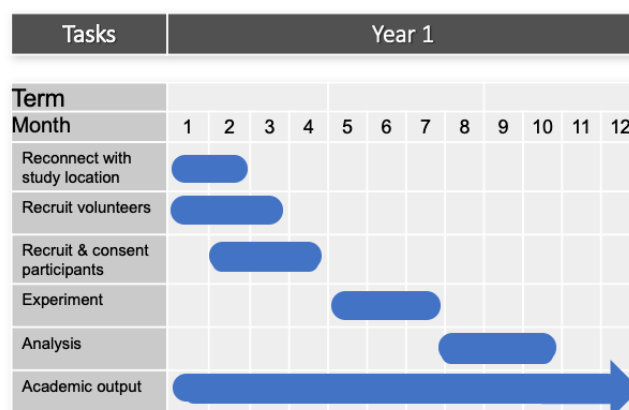 Tasks Year 1
Term
Month 1 2 3 4 5 6 7 8 9 10 11 12
Reconnect with
study location
Recruit volunteers
Recruit & consent
participants
Experiment
Analysis
Academic output